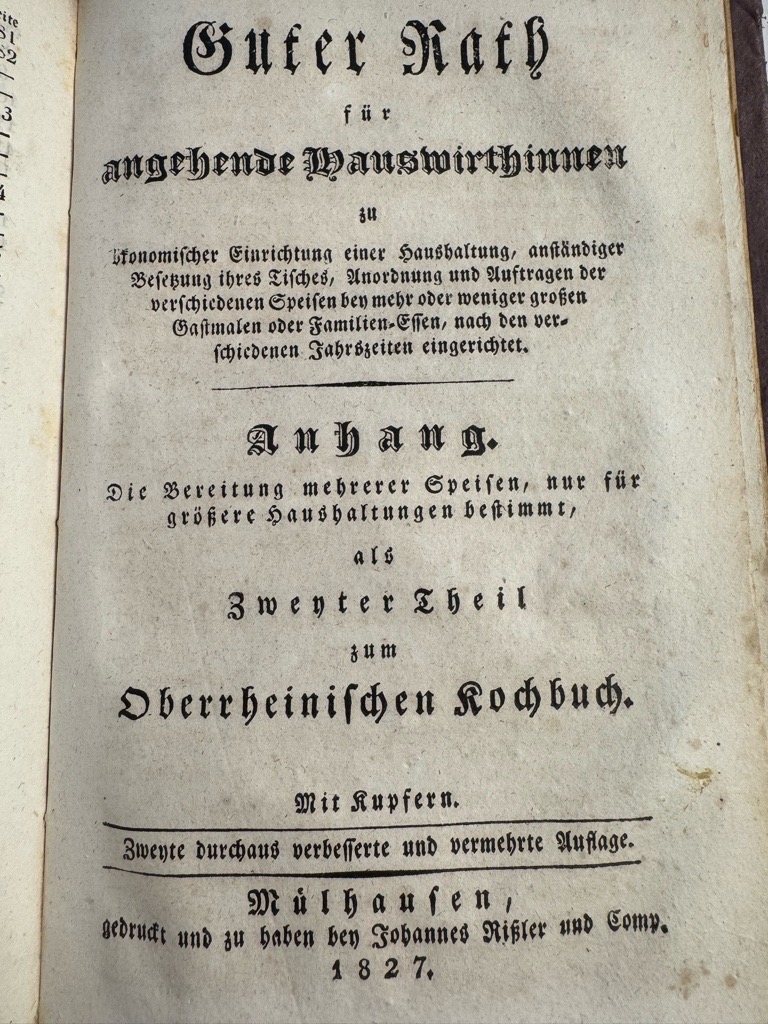 Guter Rath
für
angehende Hauswirthinnen
zu
ökonomischer Einrichtung einer Haushaltung, anständiger
Besetzung ihres Tisches, Anordnung und Auftragen der
verschiedenen Speisen bey mehr oder weniger großen
Gastmalen oder Familien-Essen, nach den ver-
schiedenen Jahrszeiten eingerichtet.
Anhang.
Die Bereitung mehrerer Speisen, nur für
größere Haushaltungen bestimmt,
als
Zweyter Theil
zum
Oberrheinischen Kochbuch.
Mit Kupfern.
Zweyte durchaus verbesserte und vermehrte Auflage.
Mülhausen,
gedruckt und zu haben bey Johannes Rißler und Comp.
1827.